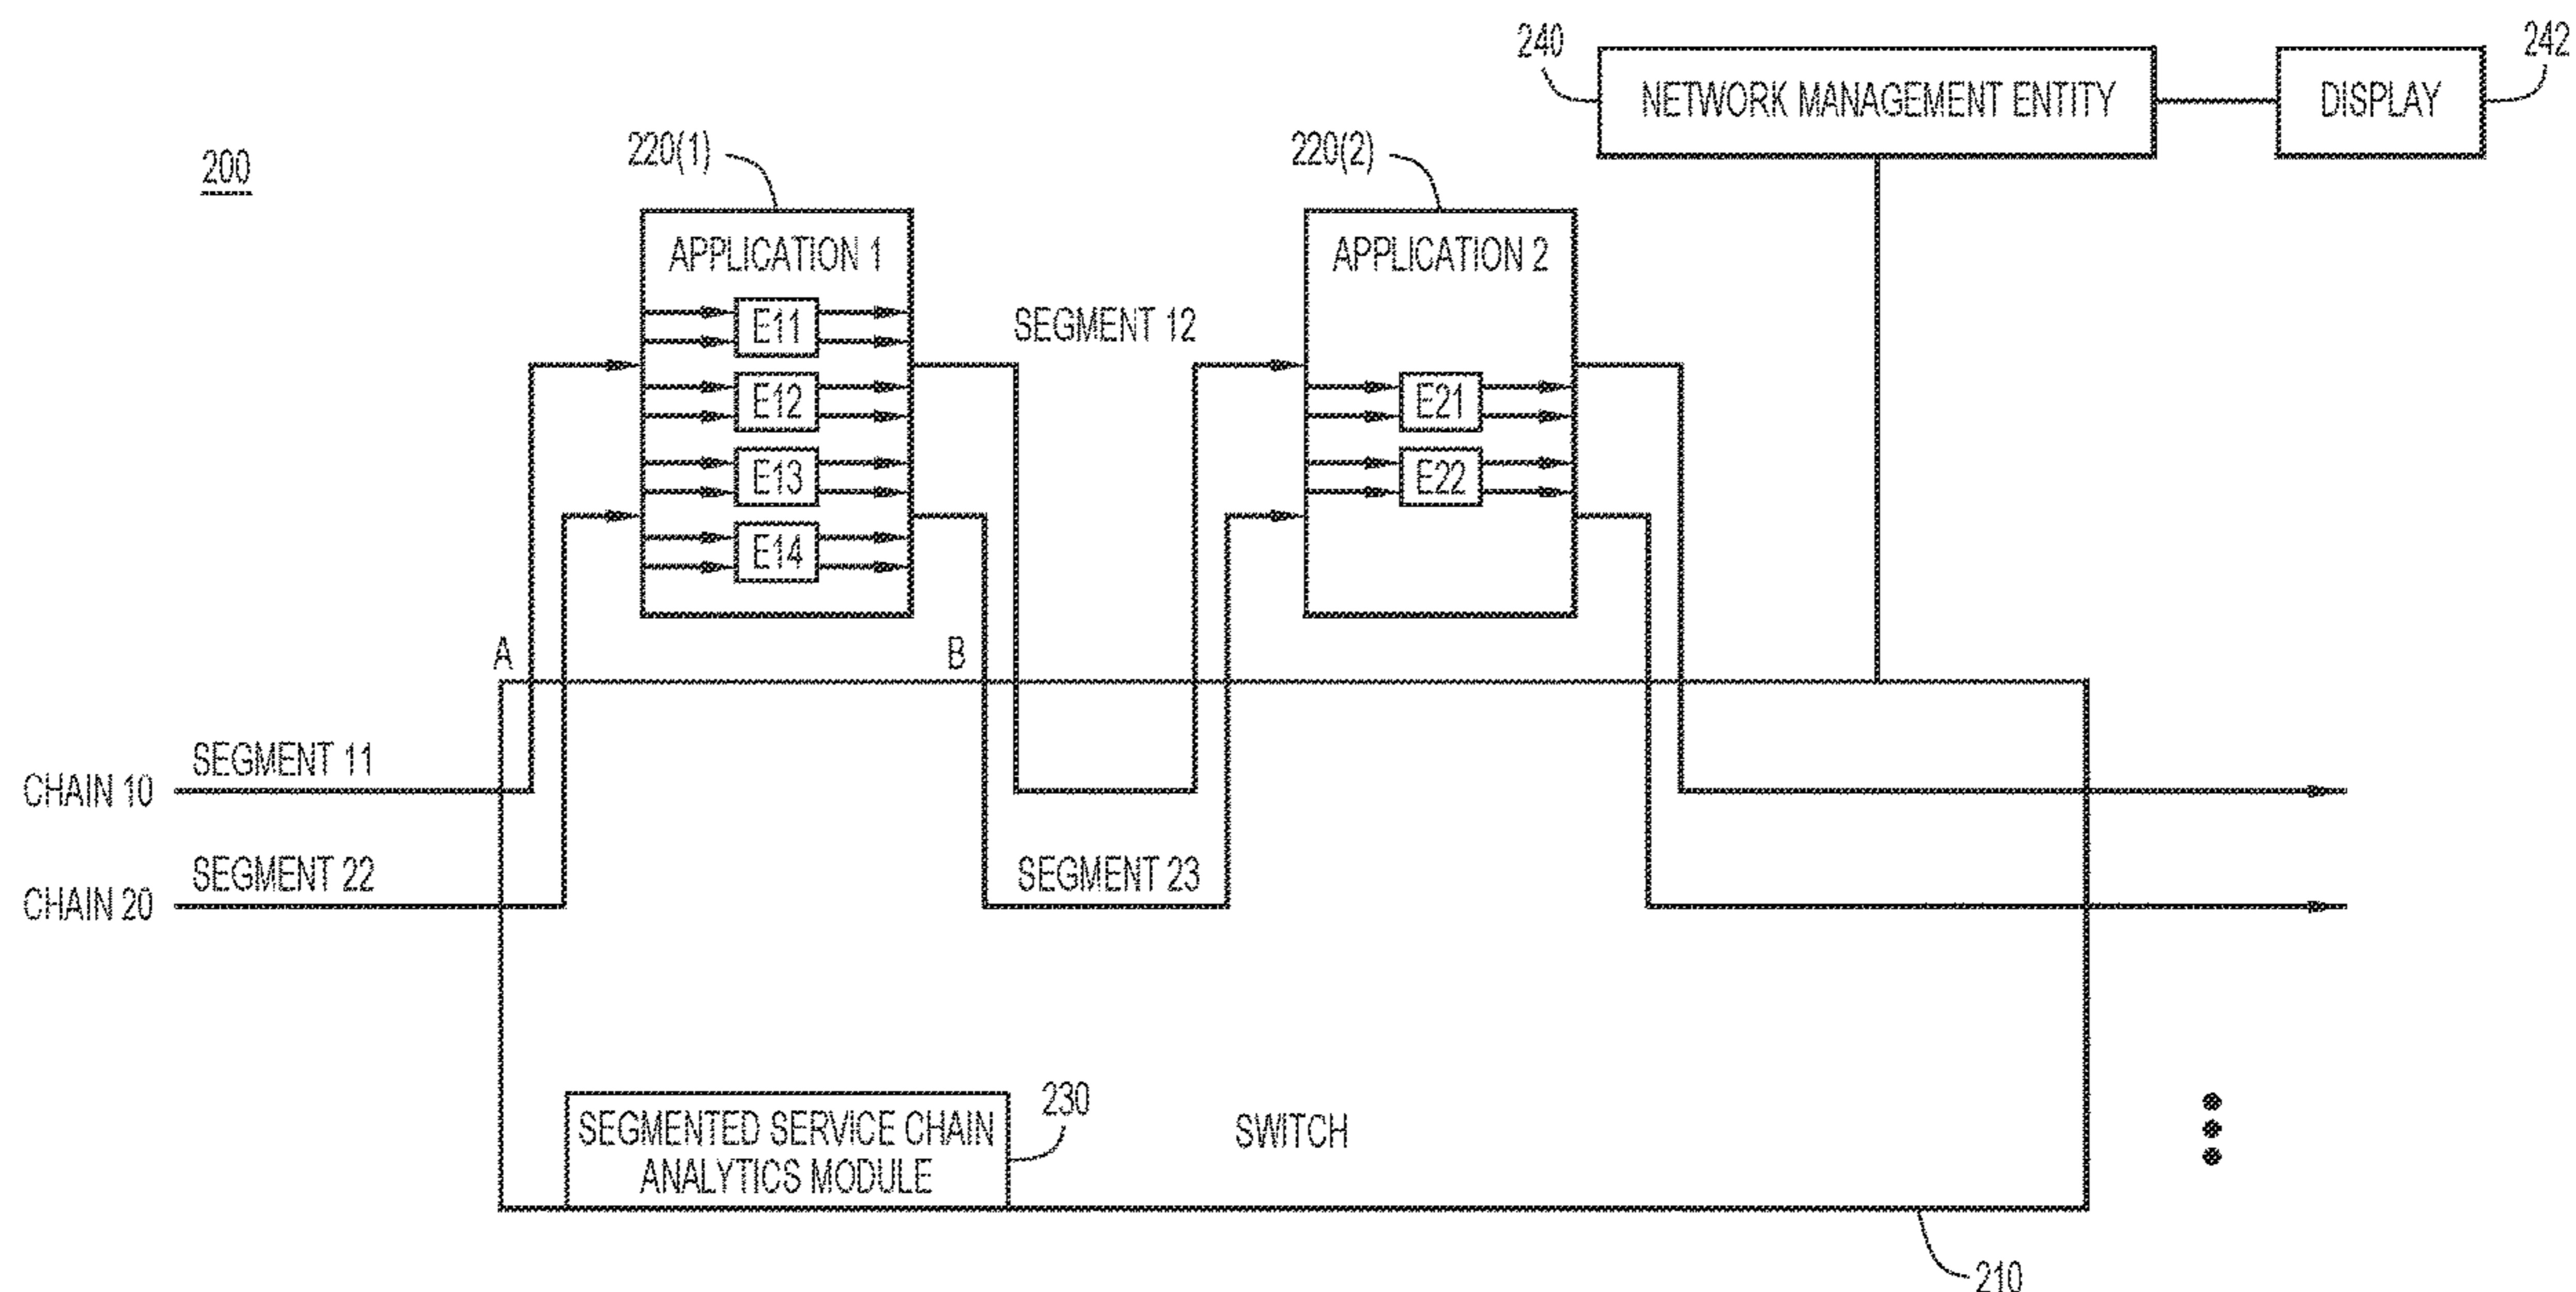 240
242
NETWORK MANAGEMENT ENTITY
DISPLAY
200
220(1)
220(2)
APPLICATION 1
APPLICATION 2
E11
SEGMENT 12
E12
E21
E13
E22
E14
A
B
SEGMENT 11
CHAIN 10
SEGMENT 22
SEGMENT 23
CHAIN 20
230
SEGMENTED SERVICE CHAIN
ANALYTICS MODULE
SWITCH
210